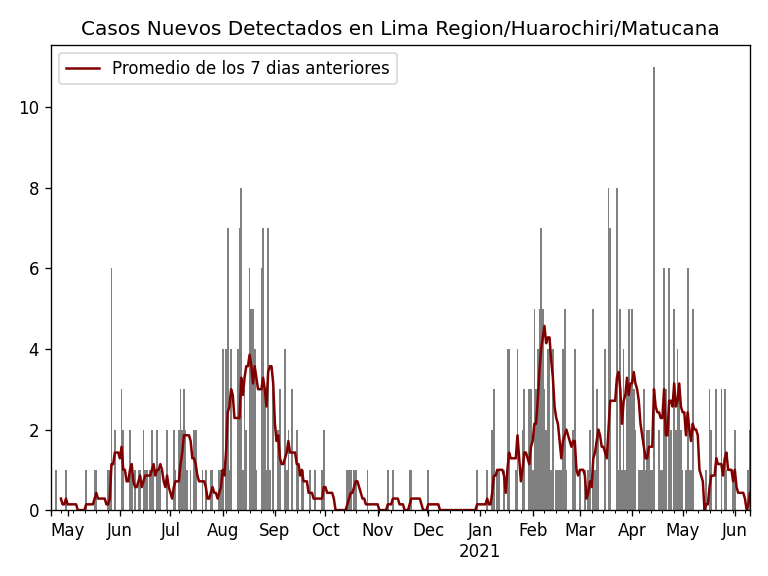 Casos Nuevos Detectados en Lima Region/Huarochiri/Matucana
Promedio de los 7 dias anteriores
10
8
6
4
2
0
May Jun Jul Aug Sep Oct Nov Dec Jan Feb Mar Apr May Jun
2021